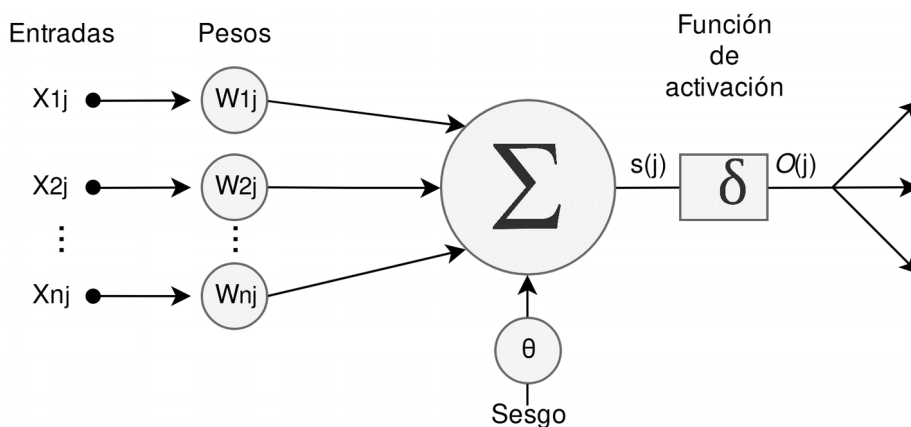 Entradas
Pesos
Función
de
activación
X1j
W1j
X2j
W2j
Σ
s(j)
δ
O(j)
⋮
⋮
Xnj
Wnj
θ
Sesgo